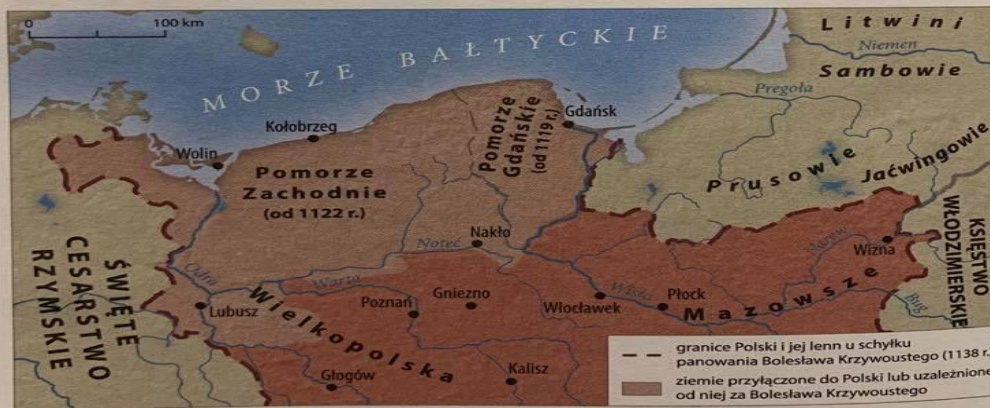 0 100 km
MORZE BAŁTYCKIE
Litwini
Niemen
Sambowie
Pregoła
Gdańsk
Kołobrzeg
Wolin
Pomorze
Gdańskie
(od 1119 r.)
Pomorze
Zachodnie
(od 1122 r.)
Prusowie
Jaćwingowie
KSIĘSTWO
WŁODZIMIERSKIE
ŚWIĘTE
CESARSTWO
RZYMSKIE
Nakło
Noteć
Odra
Warta
Narew
Wizna
Lubusz
Wielkopolska
Poznań
Gniezno
Włocławek
Wisła
Płock
Mazowsze
Bug
Głogów
Kalisz
granice Polski i jej lenn u schyłku
panowania Bolesława Krzywoustego (1138 r.)
ziemie przyłączone do Polski lub uzależnione
od niej za Bolesława Krzywoustego